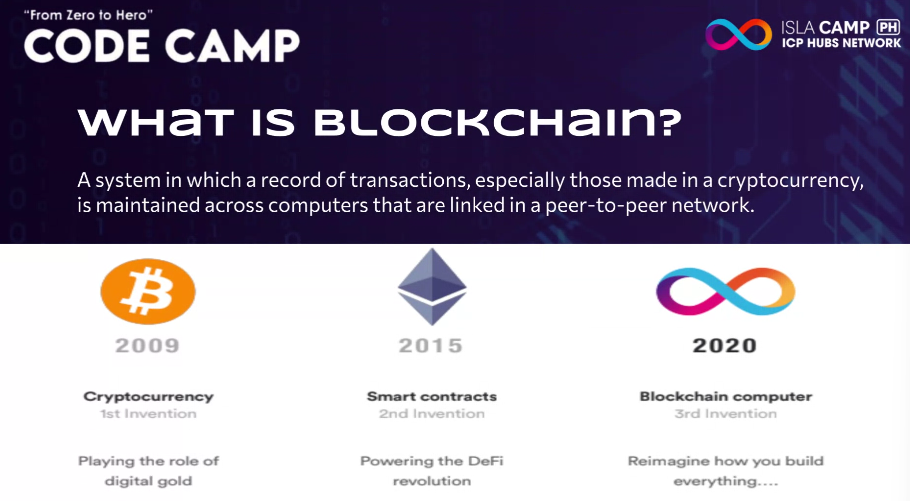 “From Zero to Hero”
CODE CAMP
ISLA CAMP PH
ICP HUBS NETWORK
WHAT IS BLOCKCHAIN?
A system in which a record of transactions, especially those made in a cryptocurrency,
is maintained across computers that are linked in a peer-to-peer network.
2009
Cryptocurrency
1st Invention
Playing the role of
digital gold
2015
Smart contracts
2nd Invention
Powering the DeFi
revolution
2020
Blockchain computer
3rd Invention
Reimagine how you build
everything....